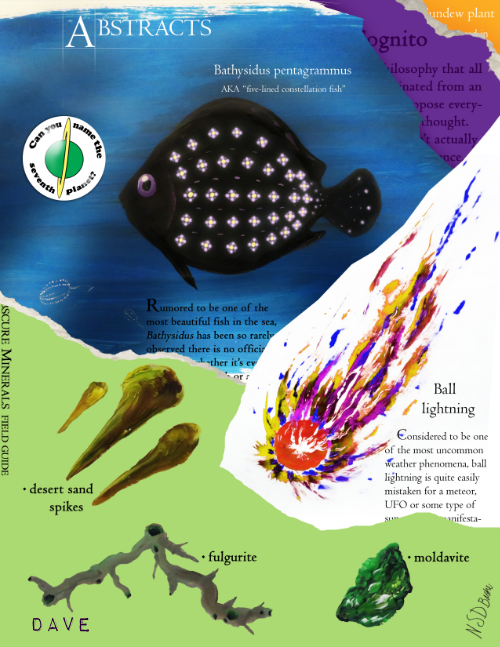 ABSTRACTS
Bathysidus pentagrammus
AKA "five-lined constellation fish"
Can you name the
seventh planet?
undew plant
ognito
ilosophy that all
inated from an
opose every-
thought.
't actually
Rumored to be one of the
most beautiful fish in the sea,
Bathysidus has been so rarely
observed there is no officia
Ball
lightning
Considered to be one
of the most uncommon
weather phenomena, ball
lightning is quite easily
mistaken for a meteor,
UFO or some type of
anifesta-
SCURE MINERALS FIELD GUIDE
• desert sand
spikes
• fulgurite
• moldavite
DAVE